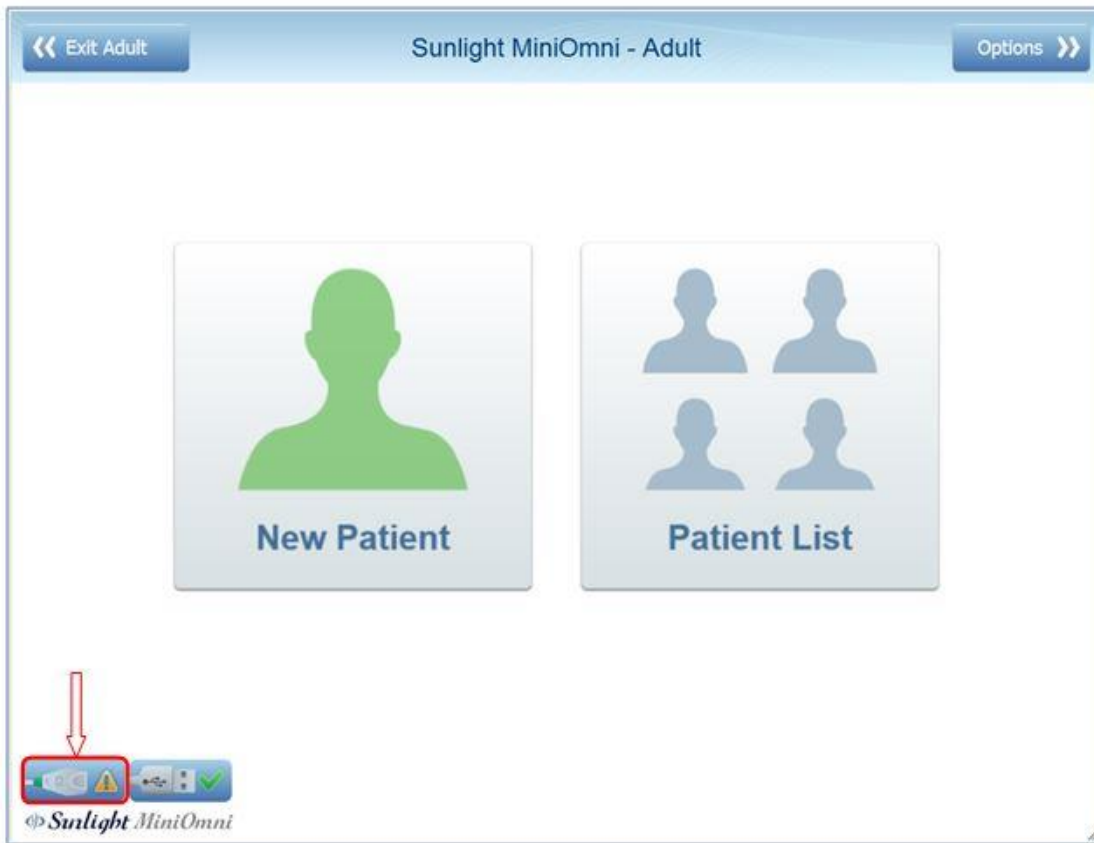 Exit Adult
Sunlight MiniOmni - Adult
Options
New Patient
Patient List
Sunlight MiniOmni